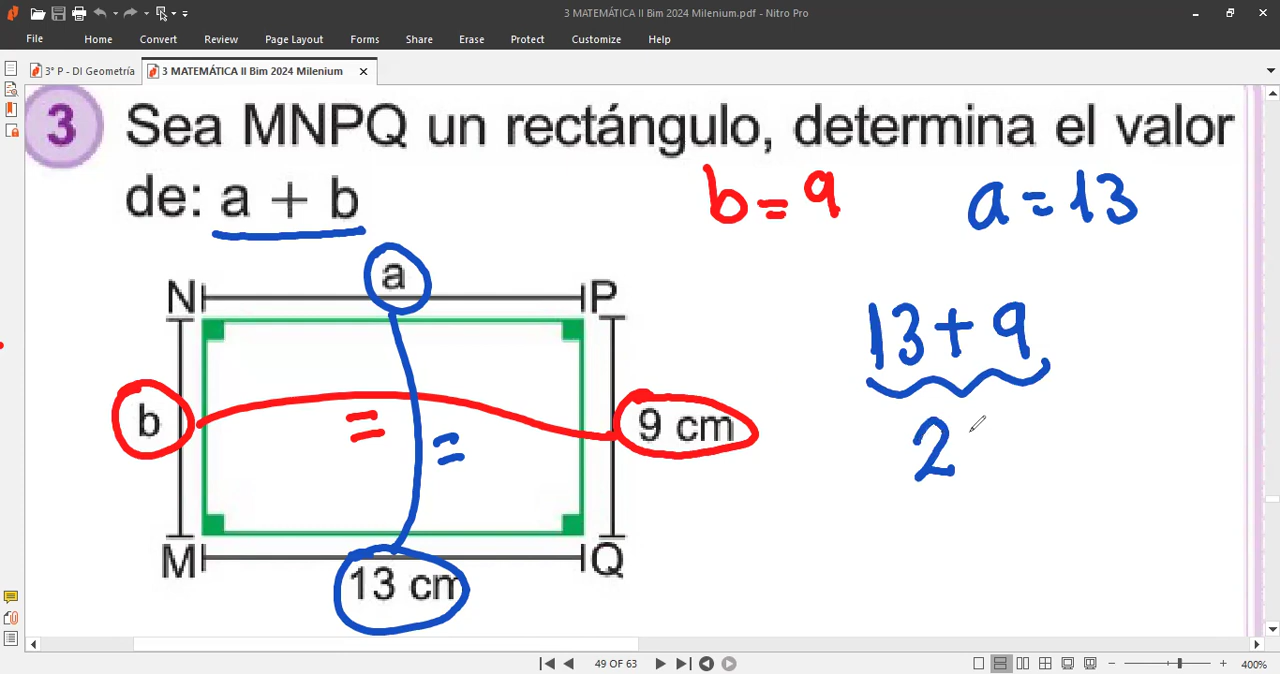 3 MATEMÁTICA II Bim 2024 Milenium.pdf - Nitro Pro
File Home Convert Review Page Layout Forms Share Erase Protect Customize Help
3° P - DI Geometría 3 MATEMÁTICA II Bim 2024 Milenium
3 Sea MNPQ un rectángulo, determina el valor
de: a + b
b = 9 a = 13
a
N P
13 + 9
b = 9 cm
=
2
M Q
13 cm
49 OF 63 400%